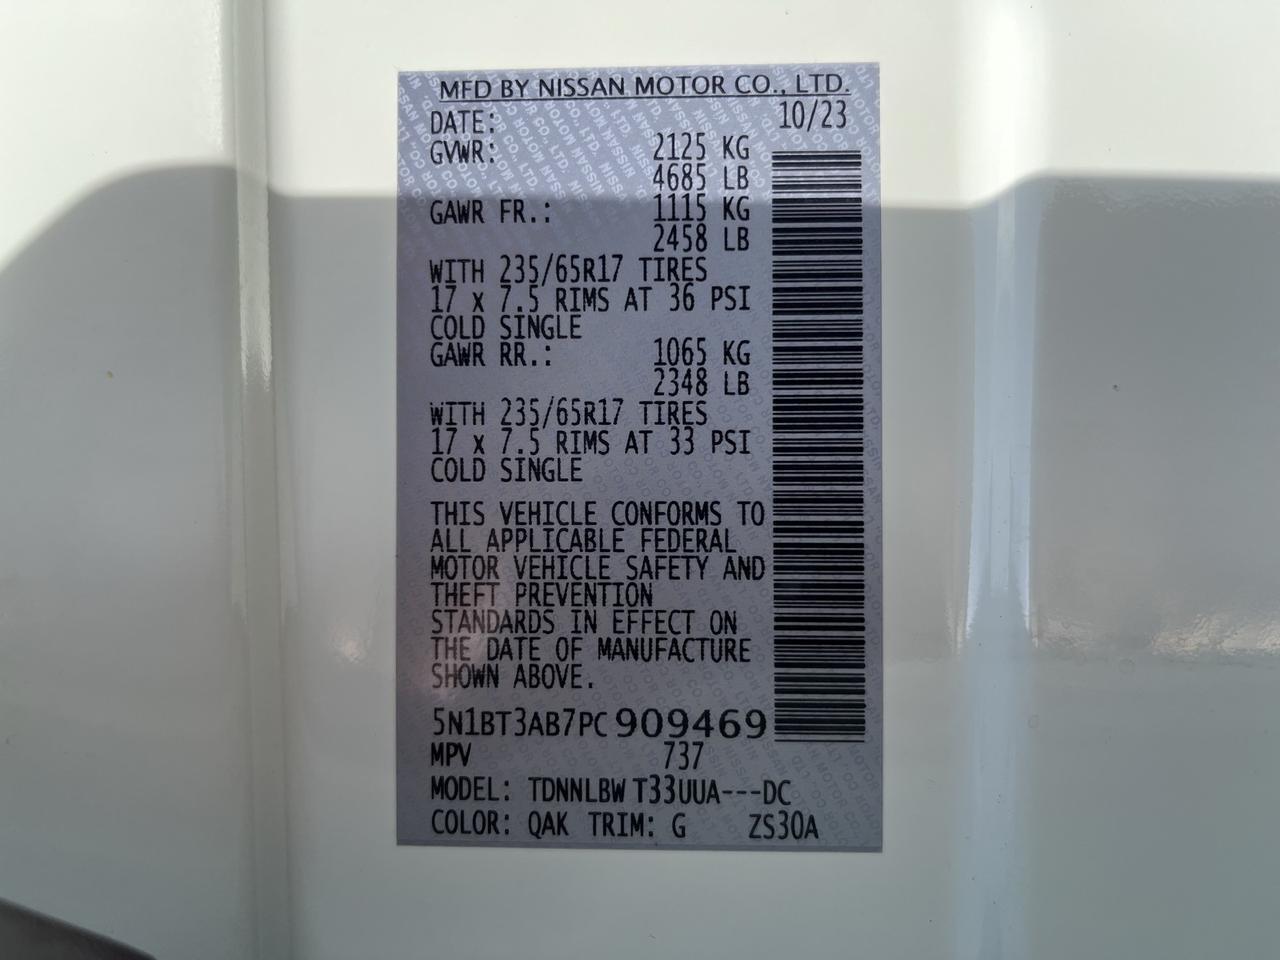 MFD BY NISSAN MOTOR CO., LTD.
DATE: 10/23
GVWR: 2125 KG
4685 LB
GAWR FR.: 1115 KG
2458 LB
WITH 235/65R17 TIRES
17 x 7.5 RIMS AT 36 PSI
COLD SINGLE
GAWR RR.: 1065 KG
2348 LB
WITH 235/65R17 TIRES
17 x 7.5 RIMS AT 33 PSI
COLD SINGLE
THIS VEHICLE CONFORMS TO
ALL APPLICABLE FEDERAL
MOTOR VEHICLE SAFETY AND
THEFT PREVENTION
STANDARDS IN EFFECT ON
THE DATE OF MANUFACTURE
SHOWN ABOVE.
5N1BT3AB7PC909469
MPV 737
MODEL: TDNNLBW T33UUA---DC
COLOR: QAK TRIM: G ZS30A